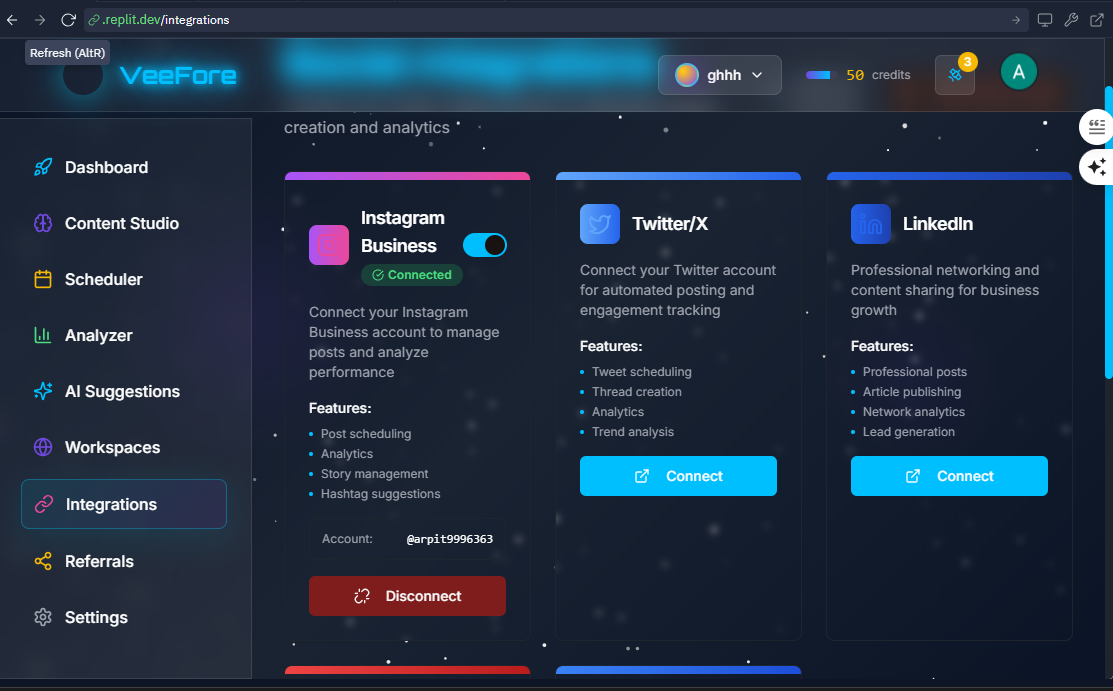 .replit.dev/integrations
Refresh (AltR)
VeeFore
ghhh
50 credits
3
A
creation and analytics
Dashboard
Content Studio
Scheduler
Analyzer
AI Suggestions
Workspaces
Integrations
Referrals
Settings
Instagram
Business
Connected
Connect your Instagram
Business account to manage
posts and analyze
performance
Features:
Post scheduling
Analytics
Story management
Hashtag suggestions
Account: @arpit9996363
Disconnect
Twitter/X
Connect your Twitter account
for automated posting and
engagement tracking
Features:
Tweet scheduling
Thread creation
Analytics
Trend analysis
Connect
LinkedIn
Professional networking and
content sharing for business
growth
Features:
Professional posts
Article publishing
Network analytics
Lead generation
Connect